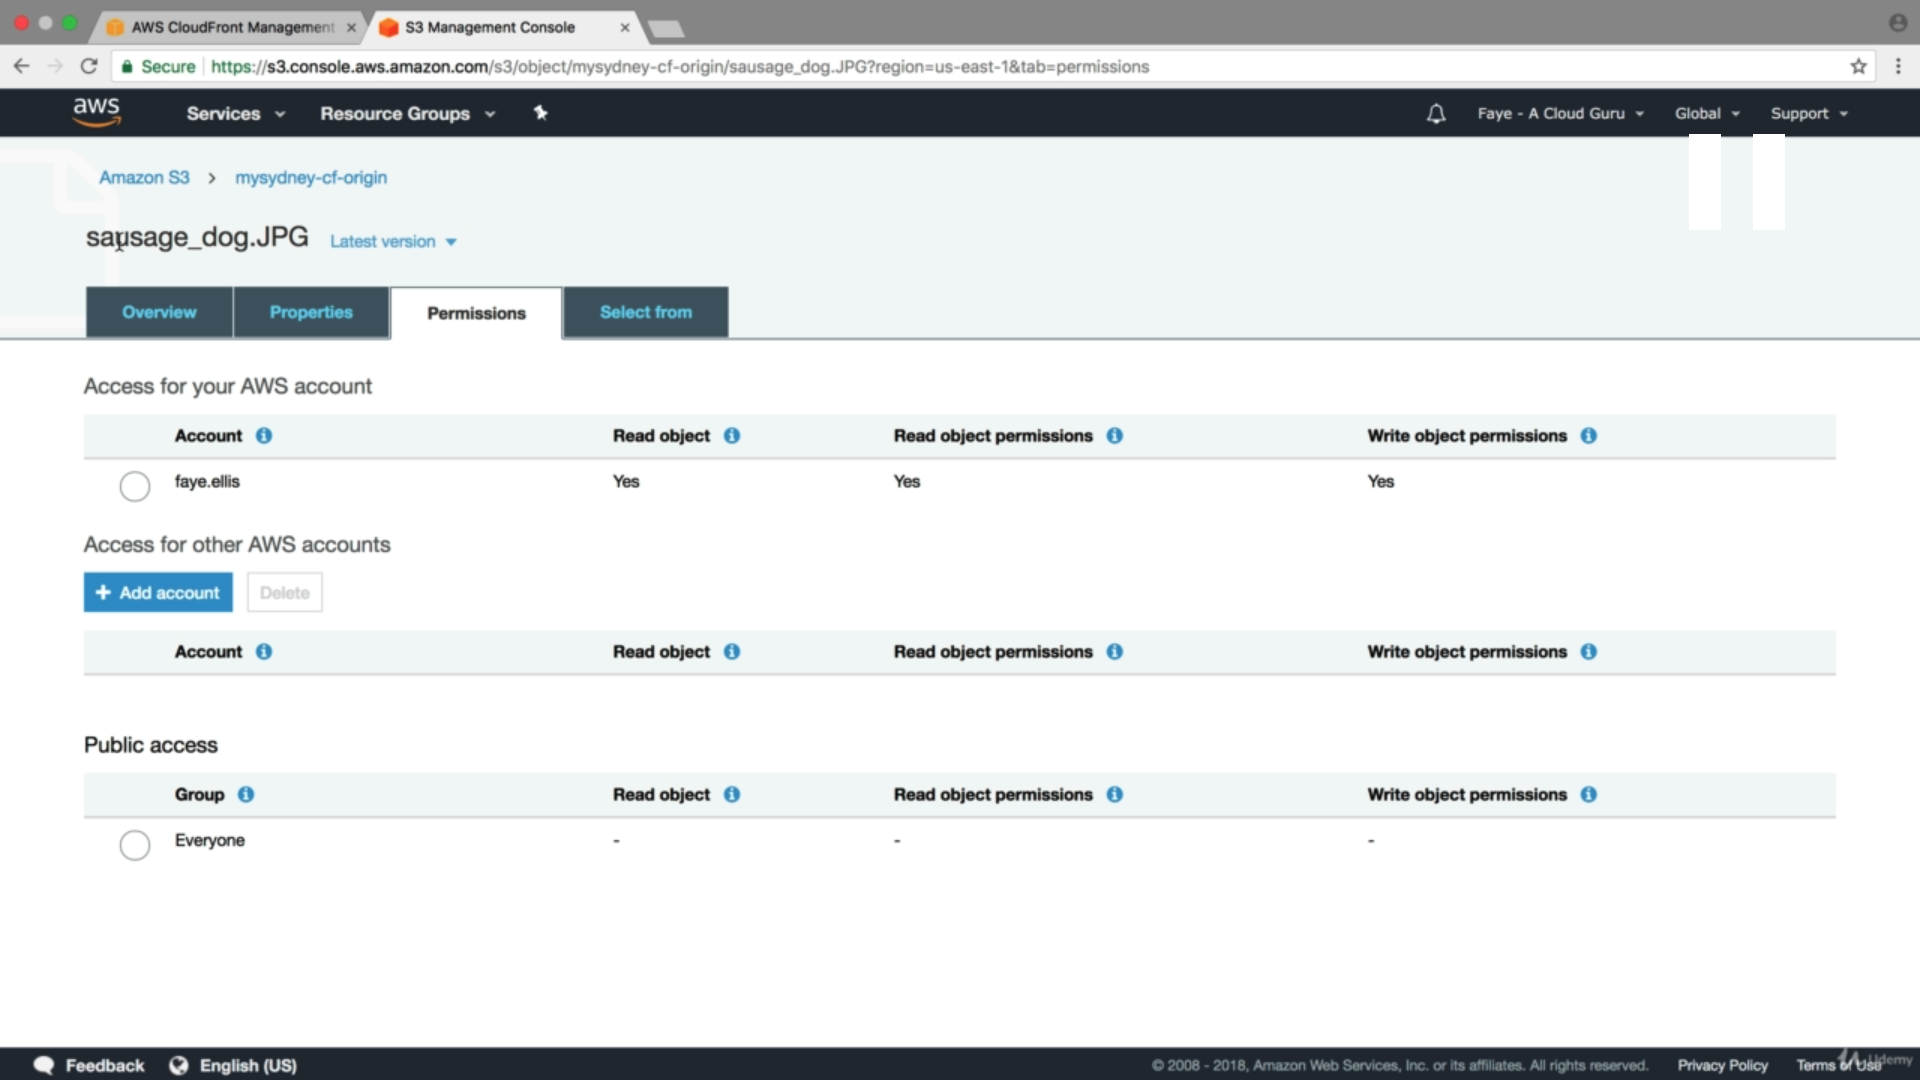 AWS CloudFront Management
S3 Management Console
Secure https://s3.console.aws.amazon.com/s3/object/mysydney-cf-origin/sausage_dog.JPG?region=us-east-1&tab=permissions
aws Services Resource Groups Faye - A Cloud Guru Global Support
Amazon S3 > mysydney-cf-origin
sausage_dog.JPG Latest version
Overview Properties Permissions Select from
Access for your AWS account
Account Read object Read object permissions Write object permissions
faye.ellis Yes Yes Yes
Access for other AWS accounts
+ Add account Delete
Account Read object Read object permissions Write object permissions
Public access
Group Read object Read object permissions Write object permissions
Everyone - - -
Feedback English (US) © 2008 - 2018, Amazon Web Services, Inc. or its affiliates. All rights reserved. Privacy Policy Terms of Use
Udemy